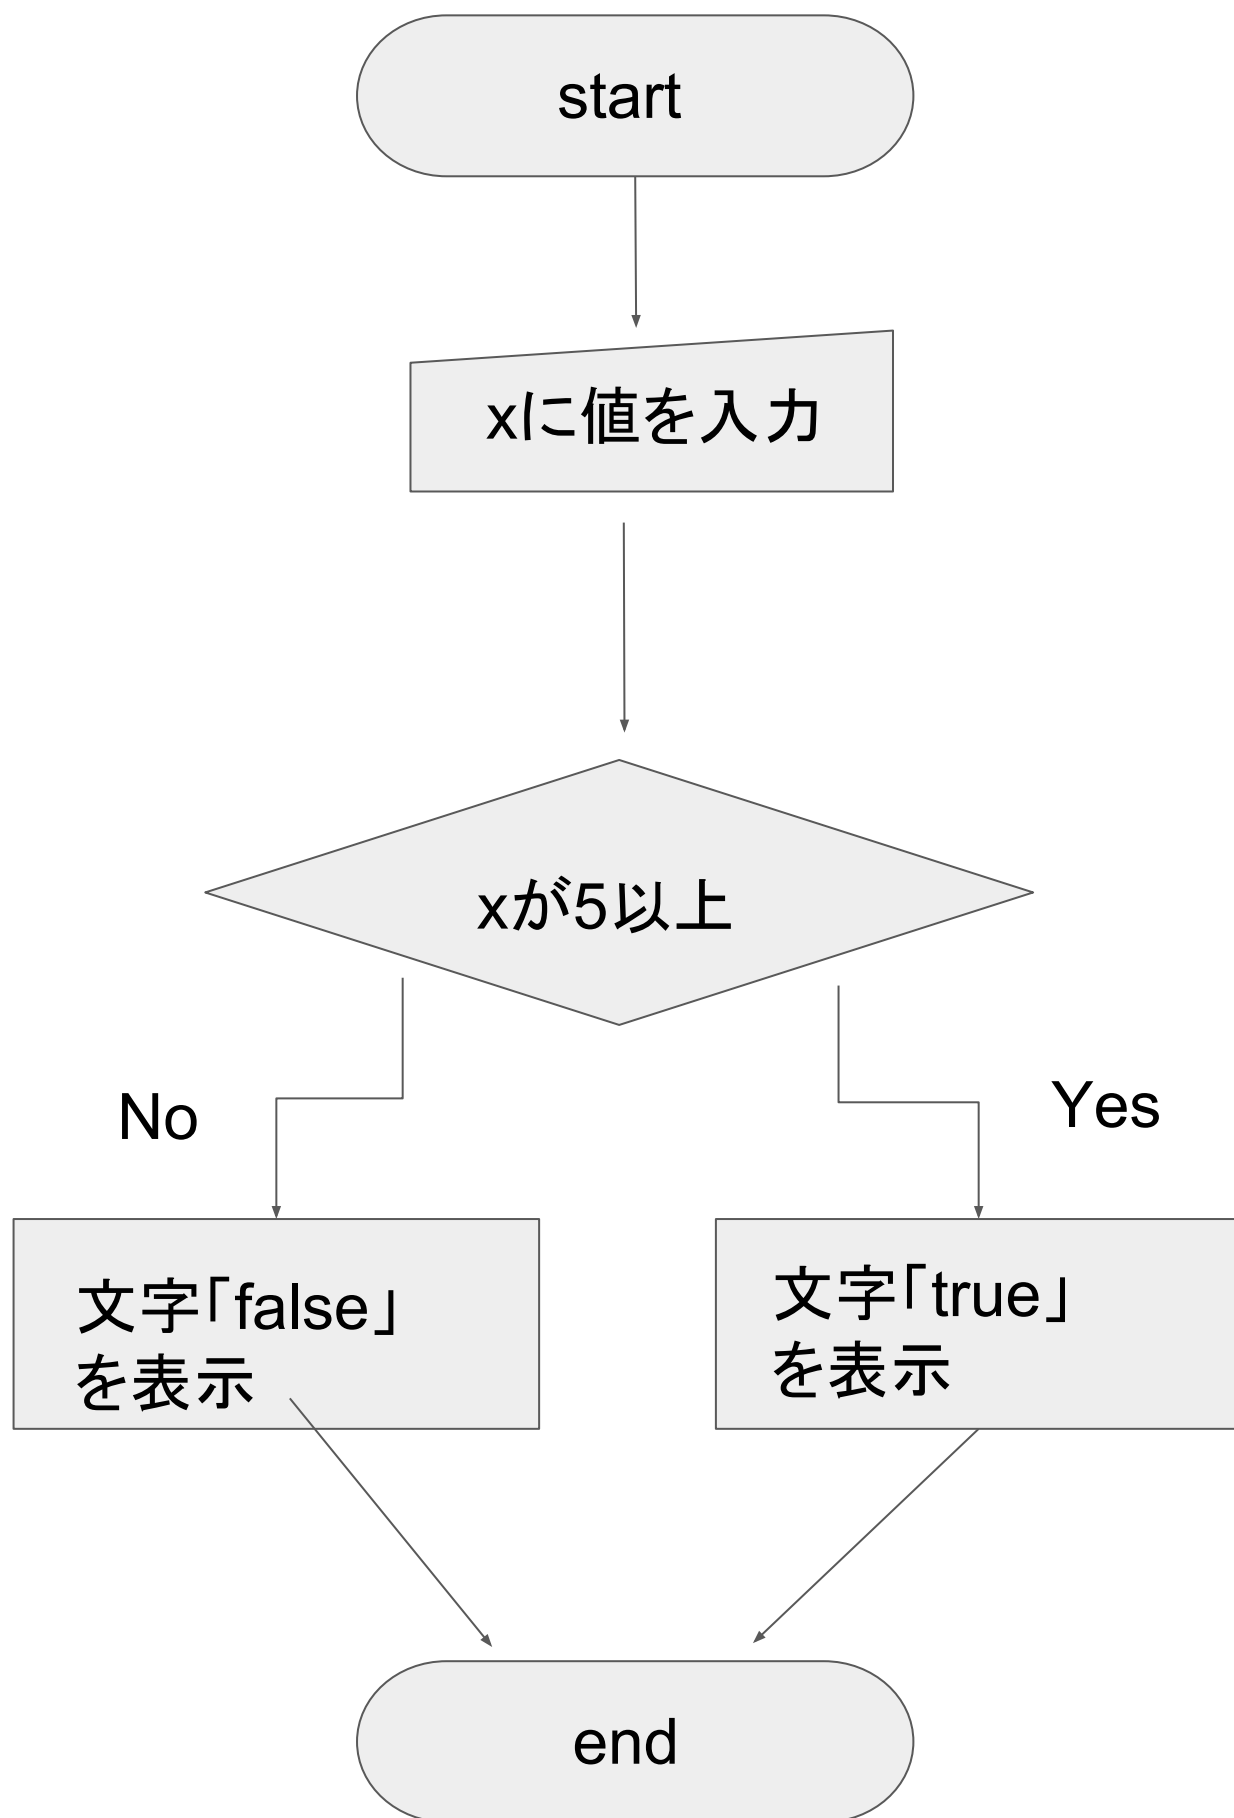 start
xに値を入力
xが5以上
No
Yes
文字「false」
を表示
文字「true」
を表示
end